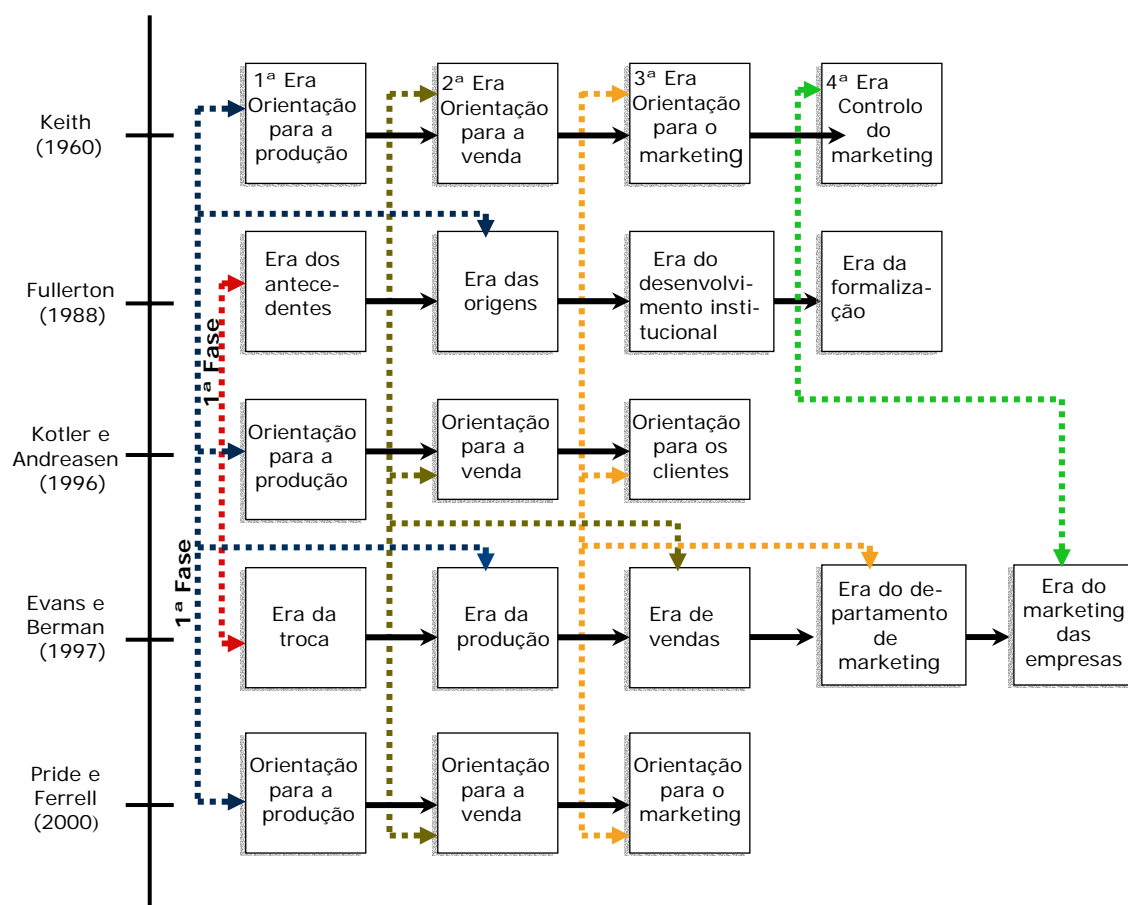 Keith
(1960)
1ª Era
Orientação
para a
produção
2ª Era
Orientação
para a
venda
3ª Era
Orientação
para o
marketing
4ª Era
Controlo
do
marketing
Fullerton
(1988)
Era dos
antece-
dentes
Era das
origens
Era do
desenvolvi-
mento insti-
tucional
Era da
formaliza-
ção
1ª Fase
Kotler e
Andreasen
(1996)
Orientação
para a
produção
Orientação
para a
venda
Orientação
para os
clientes
1ª Fase
Evans e
Berman
(1997)
Era da
troca
Era da
produção
Era de
vendas
Era do de-
partamento
de
marketing
Era do
marketing
das
empresas
Pride e
Ferrell
(2000)
Orientação
para a
produção
Orientação
para a
venda
Orientação
para o
marketing